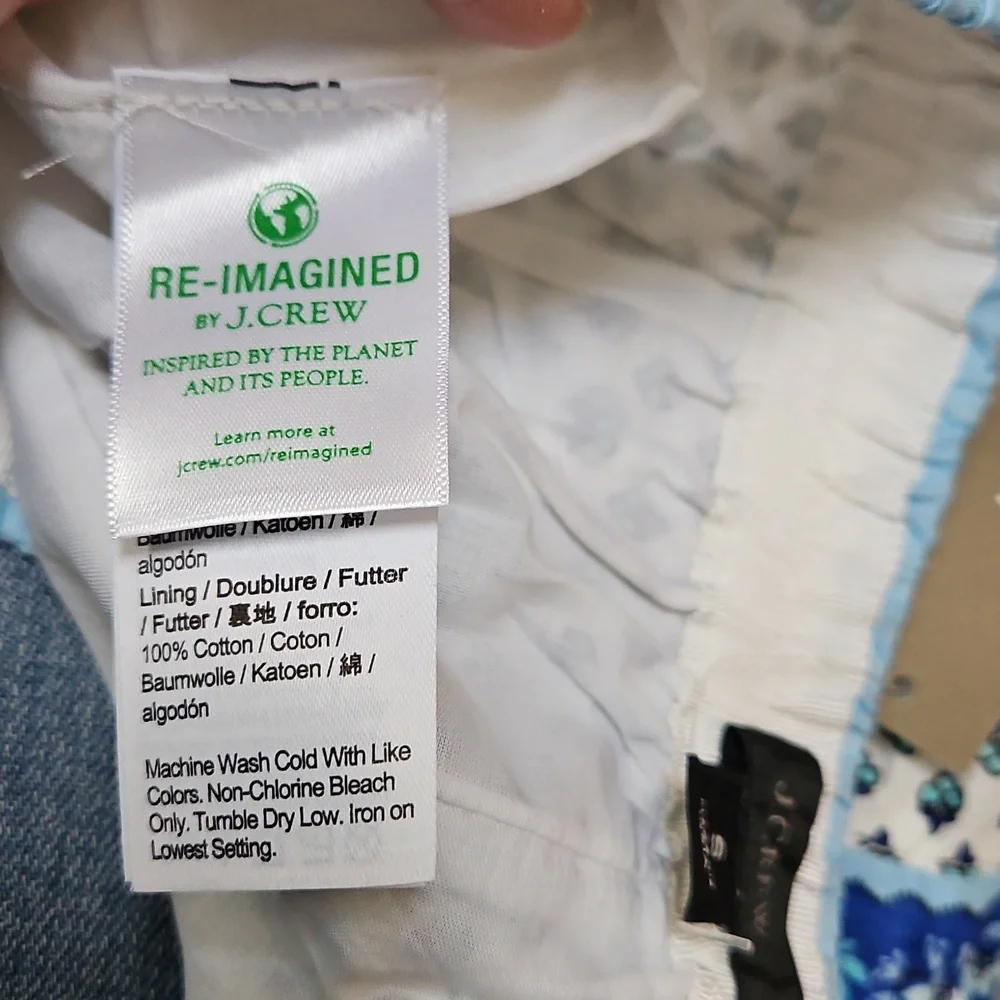 RE-IMAGINED
BY J.CREW
INSPIRED BY THE PLANET
AND ITS PEOPLE.
Learn more at
jcrew.com/reimagined
Baumwolle / Katoen / 綿 /
algodón
Lining / Doublure / Futter
/ Futter / 裏地 / forro:
100% Cotton / Coton /
Baumwolle / Katoen / 綿 /
algodón
Machine Wash Cold With Like
Colors. Non-Chlorine Bleach
Only. Tumble Dry Low. Iron on
Lowest Setting.
J.CREW